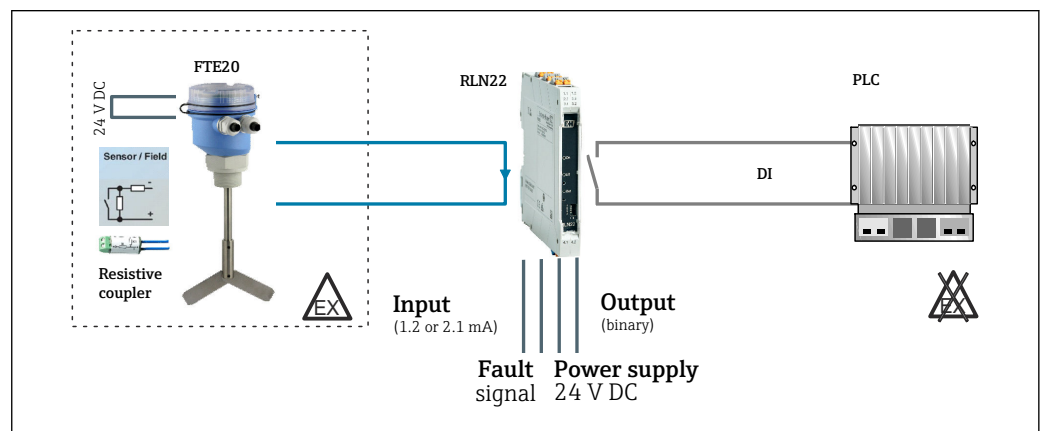 FTE20
24 V DC
Sensor / Field
-
+
Resistive
coupler
EX
RLN22
PLC
DI
EX
Input
(1.2 or 2.1 mA)
Output
(binary)
Fault
signal
Power supply
24 V DC